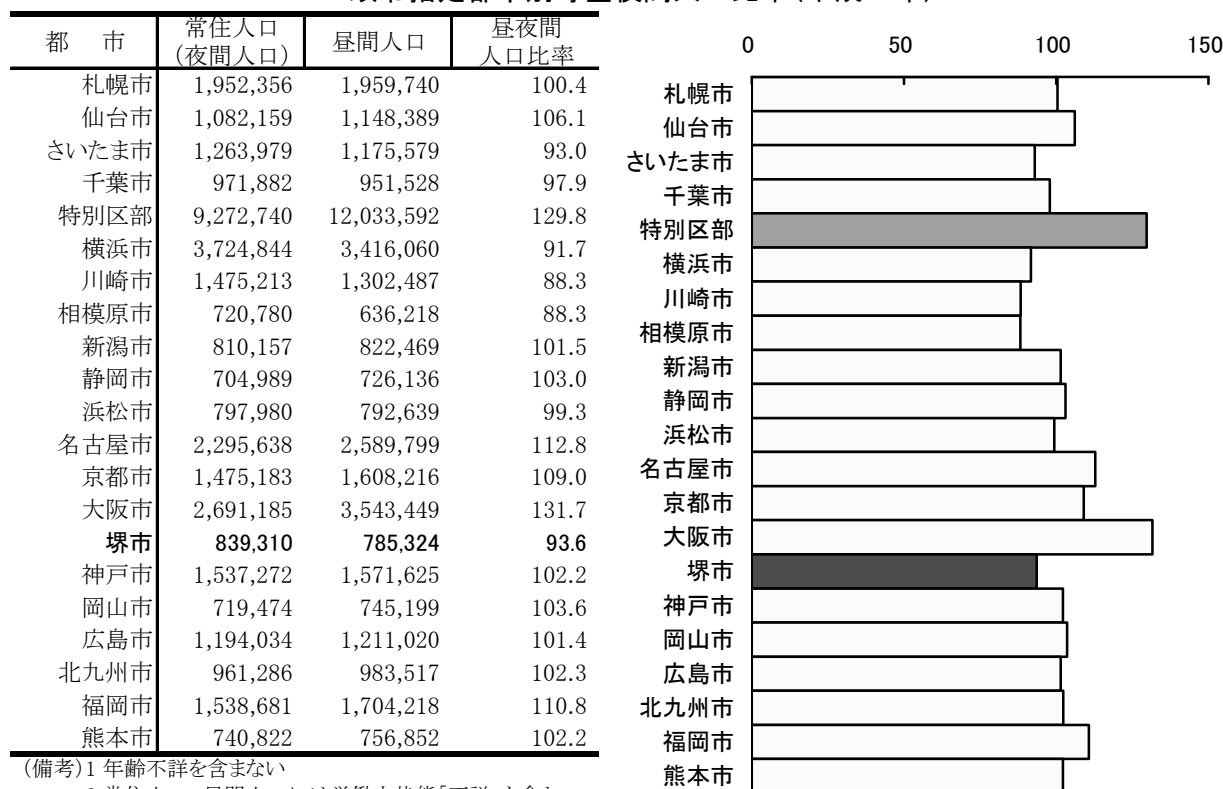 都 市 常住人口 (夜間人口) 昼間人口 昼夜間 人口比率
札幌市 1,952,356 1,959,740 100.4
仙台市 1,082,159 1,148,389 106.1
さいたま市 1,263,979 1,175,579 93.0
千葉市 971,882 951,528 97.9
特別区部 9,272,740 12,033,592 129.8
横浜市 3,724,844 3,416,060 91.7
川崎市 1,475,213 1,302,487 88.3
相模原市 720,780 636,218 88.3
新潟市 810,157 822,469 101.5
静岡市 704,989 726,136 103.0
浜松市 797,980 792,639 99.3
名古屋市 2,295,638 2,589,799 112.8
京都市 1,475,183 1,608,216 109.0
大阪市 2,691,185 3,543,449 131.7
堺市 839,310 785,324 93.6
神戸市 1,537,272 1,571,625 102.2
岡山市 719,474 745,199 103.6
広島市 1,194,034 1,211,020 101.4
北九州市 961,286 983,517 102.3
福岡市 1,538,681 1,704,218 110.8
熊本市 740,822 756,852 102.2
(備考)1 年齢不詳を含まない
0 50 100 150
札幌市
仙台市
さいたま市
千葉市
特別区部
横浜市
川崎市
相模原市
新潟市
静岡市
浜松市
名古屋市
京都市
大阪市
堺市
神戸市
岡山市
広島市
北九州市
福岡市
熊本市